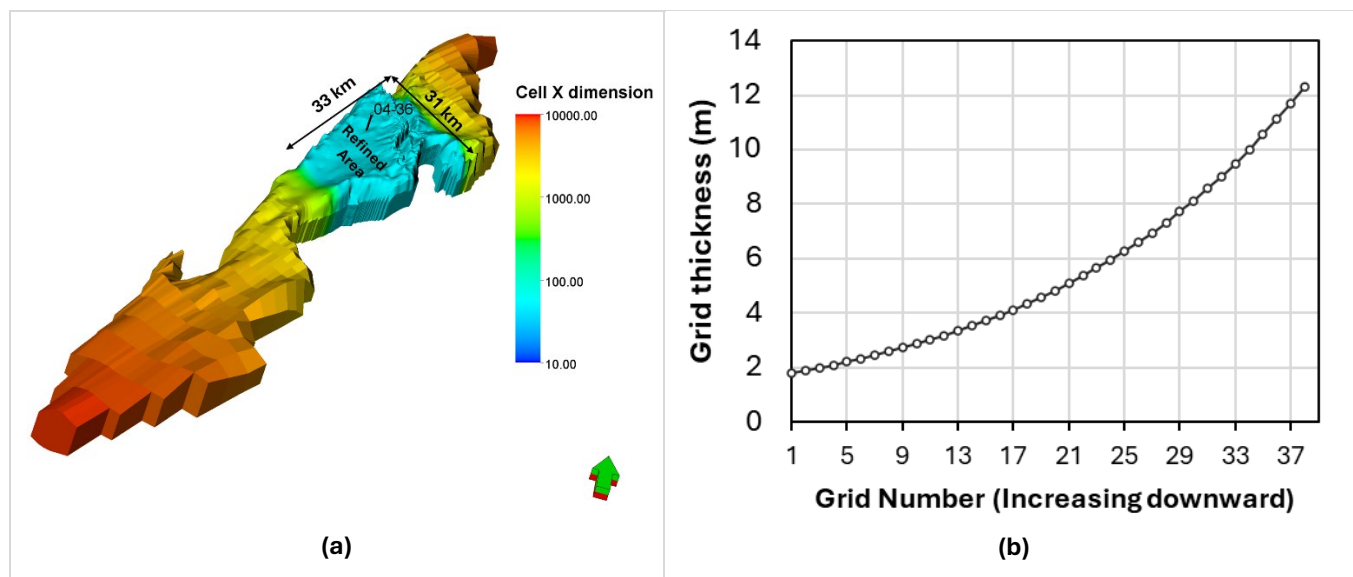 33 km
31 km
04-36
Refined
Area
Cell X dimension
10000.00
1000.00
100.00
10.00
(a)
14
12
10
8
6
4
2
0
Grid thickness (m)
1 5 9 13 17 21 25 29 33 37
Grid Number (Increasing downward)
(b)